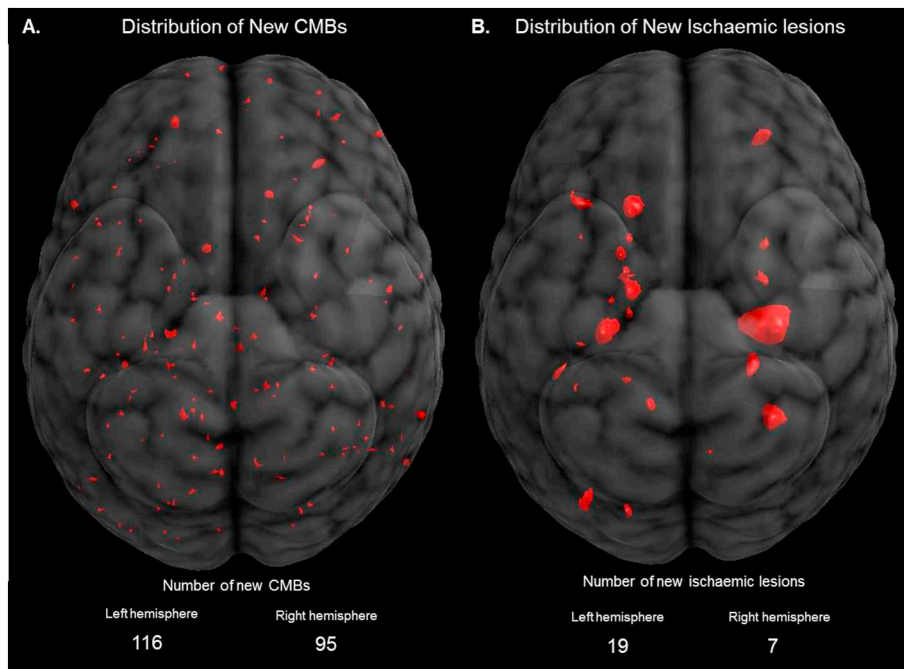 A. Distribution of New CMBs
B. Distribution of New Ischaemic lesions
Number of new CMBs
Left hemisphere
Right hemisphere
116
95
Number of new ischaemic lesions
Left hemisphere
Right hemisphere
19
7